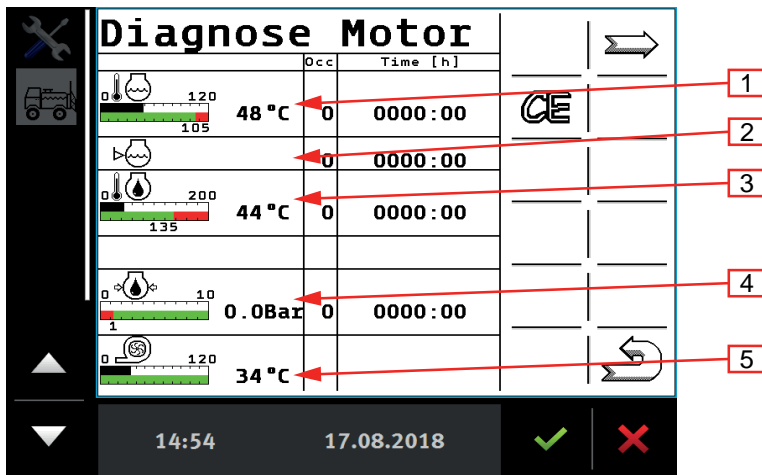 Diagnose Motor
Occ Time [h]
0 120
48 °C 0 0000:00
105
1
CE
0 0000:00
2
0 200
44 °C 0 0000:00
135
3
0 10
0.0Bar 0 0000:00
1
4
0 120
34 °C
5
14:54 17.08.2018